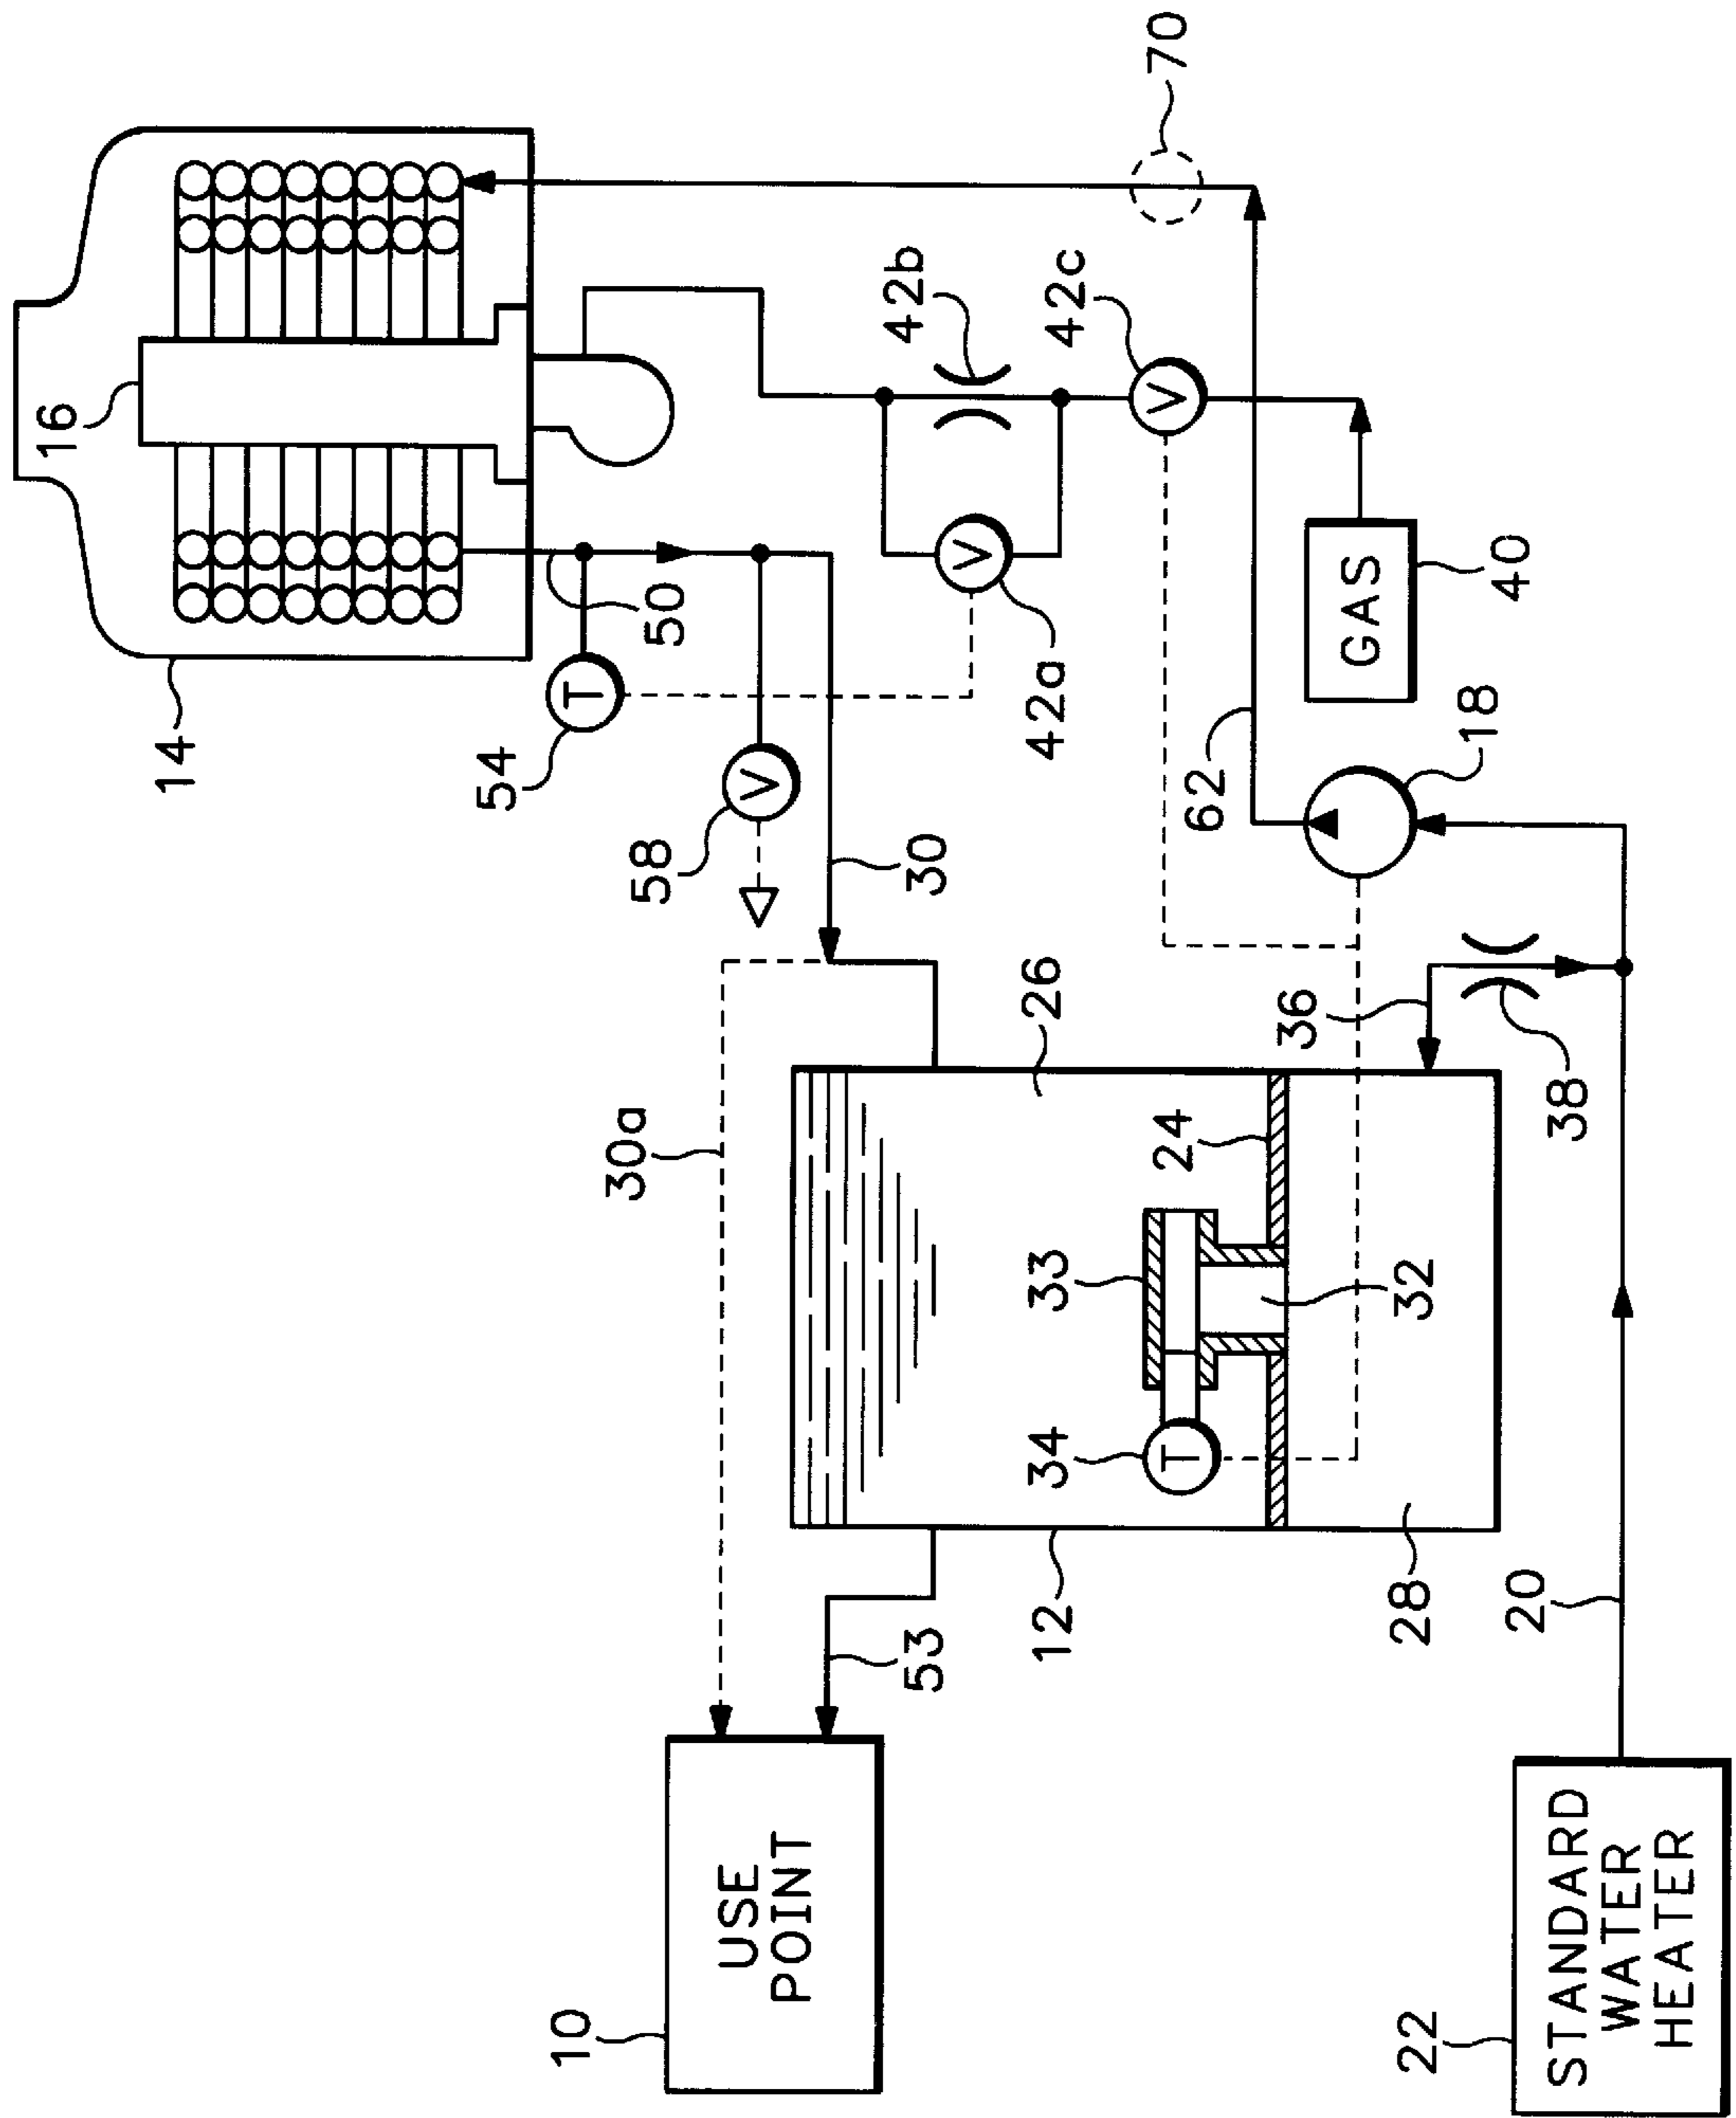 16
14
54
T
50
58
V
30
42a
V
42b
42c
V
70
62
GAS
40
18
30a
26
36
38
24
33
34
T
32
12
28
53
20
10
USE
POINT
22
STANDARD
WATER
HEATER